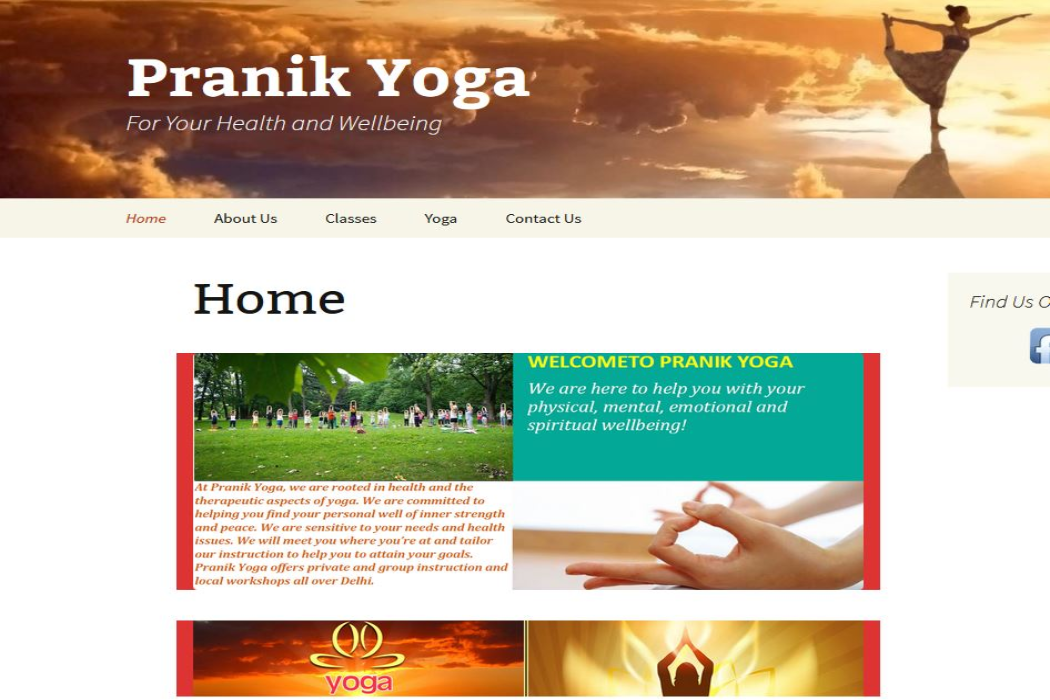 Pranik Yoga
For Your Health and Wellbeing
Home
About Us
Classes
Yoga
Contact Us
Home
Find Us
WELCOMETO PRANIK YOGA
We are here to help you with your
physical, mental, emotional and
spiritual wellbeing!
At Pranik Yoga, we are rooted in health and the
therapeutic aspects of yoga. We are committed to
helping you find your personal well of inner strength
and peace. We are sensitive to your needs and health
issues. We will meet you where you're at and tailor
our instruction to help you to attain your goals.
Pranik Yoga offers private and group instruction and
local workshops all over Delhi.
yoga